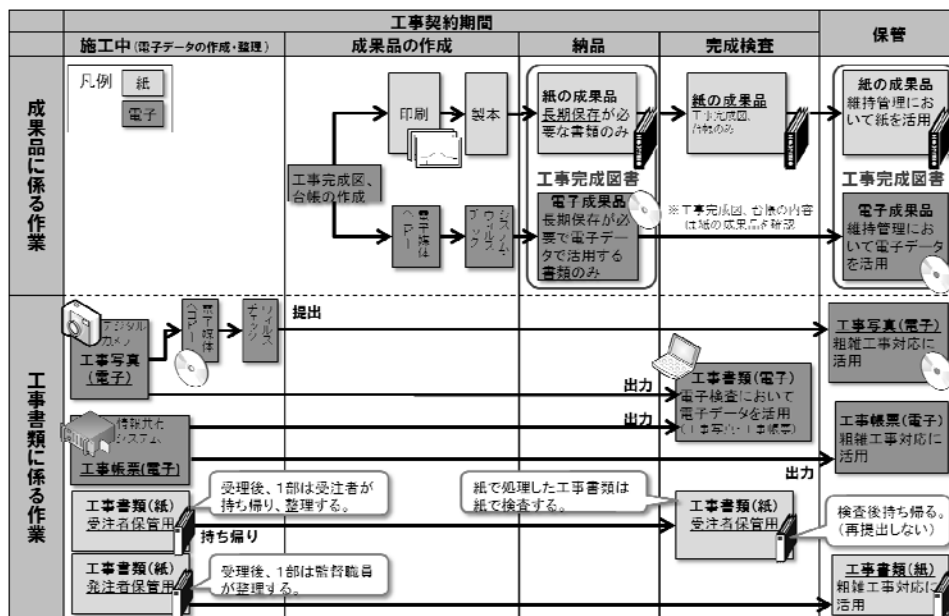 工事契約期間
保管
施工中(電子データの作成・整理)
成果品の作成
納品
完成検査
成果品に係る作業
凡例
紙
電子
印刷
製本
紙の成果品
長期保存が必
要な書類のみ
紙の成果品
工事完成図、
台帳のみ
紙の成果品
維持管理にお
いて紙を活用
工事完成図、
台帳の作成
工事完成図書
工事完成図書
電子媒体
へコピー
ウィルス
チェック
電子成果品
長期保存が必
要で電子デー
タで活用する
書類のみ
※工事完成図、台帳の内容
は紙の成果品を確認
電子成果品
維持管理にお
いて電子データ
を活用
工事書類に係る作業
デジタル
カメラ
工事写真
(電子)
電子媒体
へコピー
ウィルス
チェック
提出
工事写真(電子)
粗雑工事対応に
活用
出力
工事書類(電子)
電子検査において
電子データを活用
(工事写真・工事帳票)
情報共有
システム
工事帳票(電子)
出力
出力
工事帳票(電子)
粗雑工事対応に
活用
工事書類(紙)
受注者保管用
受理後、1部は受注者が
持ち帰り、整理する。
持ち帰り
紙で処理した工事書類は
紙で検査する。
工事書類(紙)
受注者保管用
検査後持ち帰る。
(再提出しない)
工事書類(紙)
発注者保管用
受理後、1部は監督職員
が整理する。
工事書類(紙)
粗雑工事対応に
活用